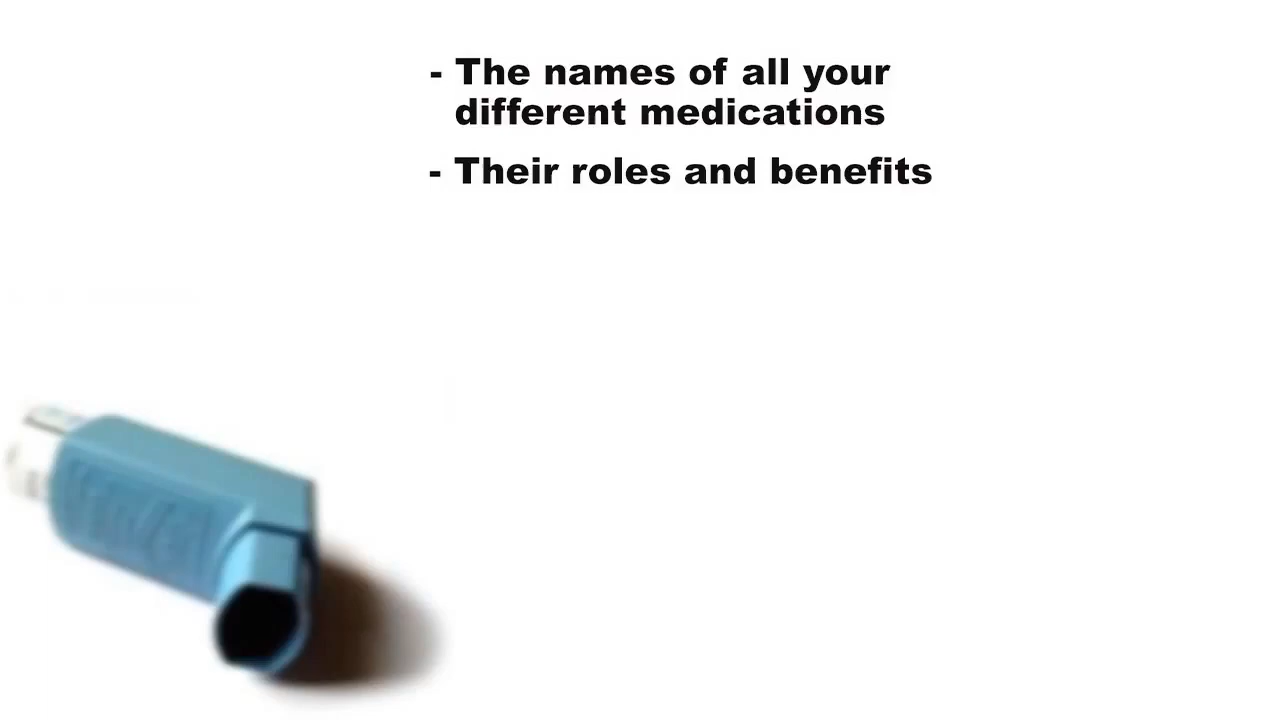 - The names of all your
different medications
- Their roles and benefits